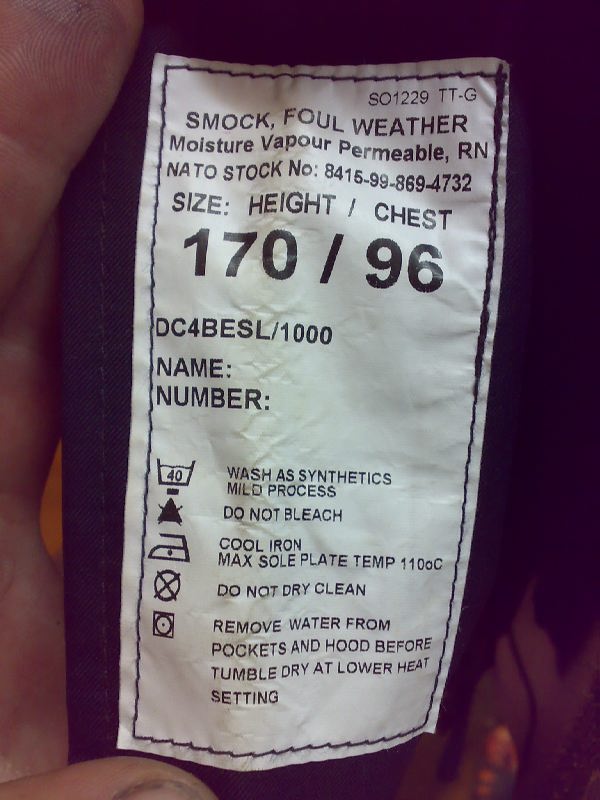 SO1229 TT-G
SMOCK, FOUL WEATHER
Moisture Vapour Permeable, RN
NATO STOCK No: 8415-99-869-4732
SIZE: HEIGHT / CHEST
170 / 96
DC4BESL/1000
NAME:
NUMBER:
40
WASH AS SYNTHETICS
MILD PROCESS
DO NOT BLEACH
COOL IRON
MAX SOLE PLATE TEMP 110oC
DO NOT DRY CLEAN
REMOVE WATER FROM
POCKETS AND HOOD BEFORE
TUMBLE DRY AT LOWER HEAT
SETTING